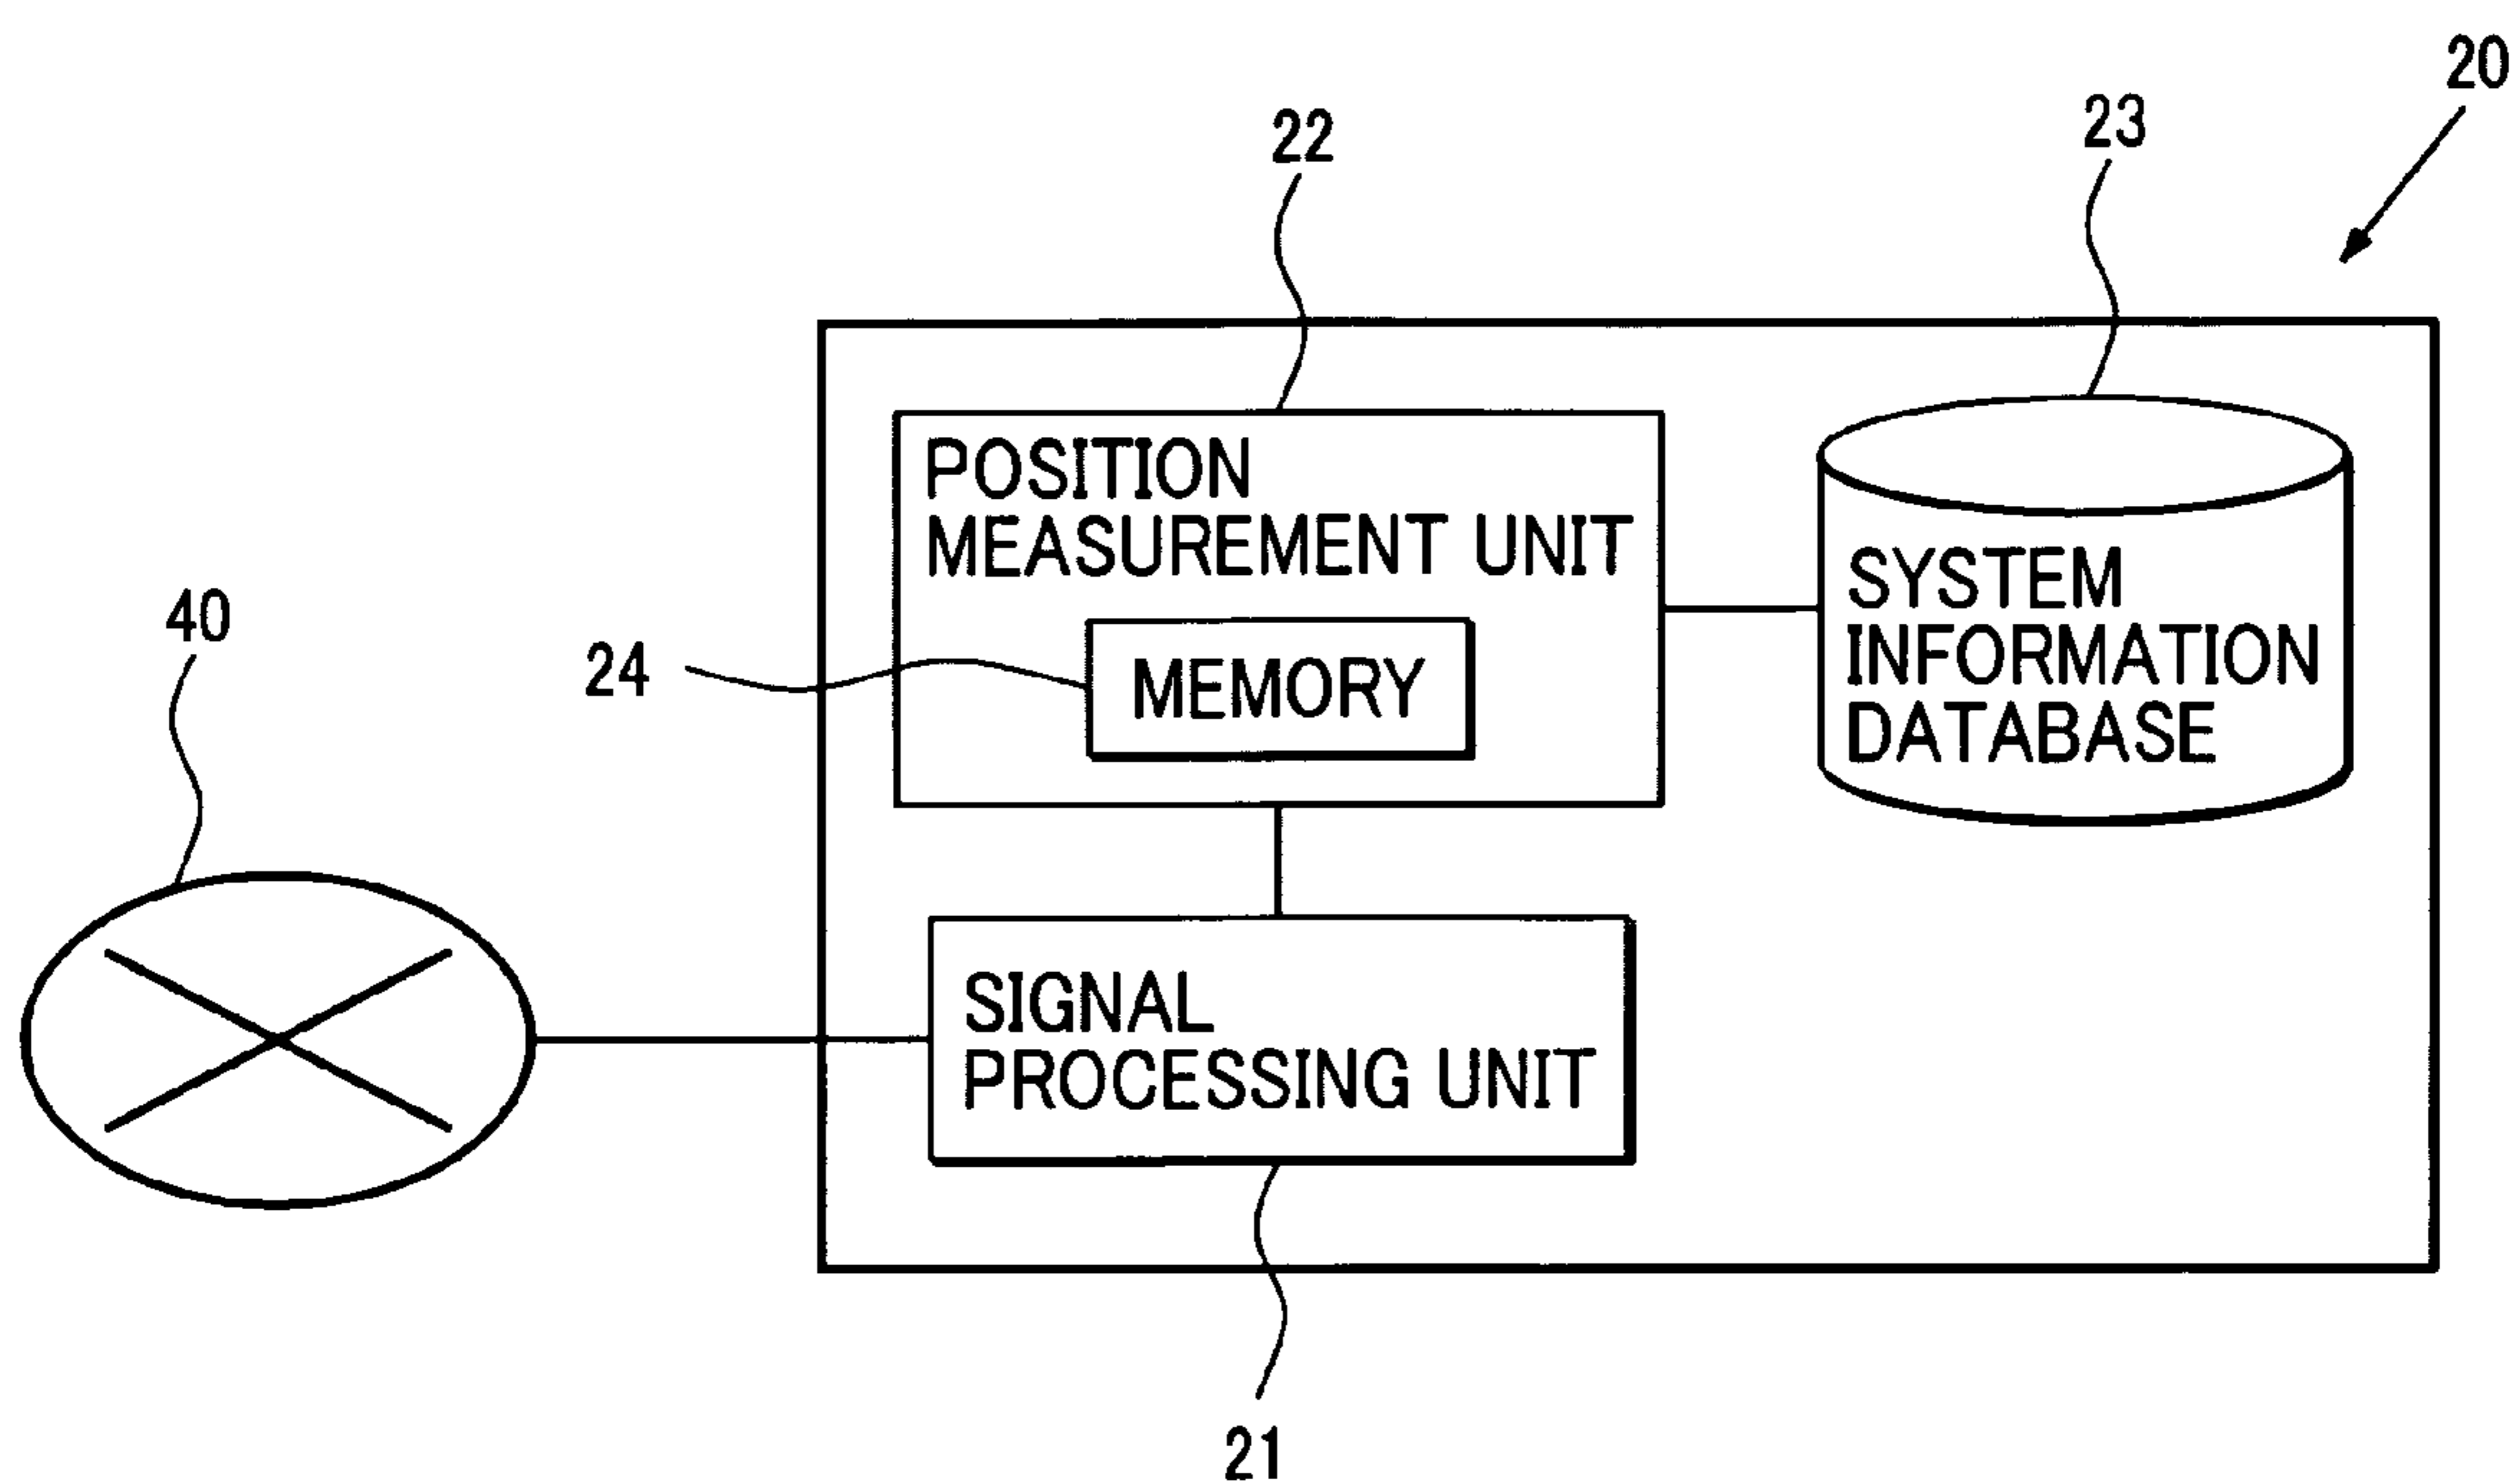 20
22
23
POSITION
MEASUREMENT UNIT
SYSTEM
INFORMATION
DATABASE
40
24
MEMORY
SIGNAL
PROCESSING UNIT
21